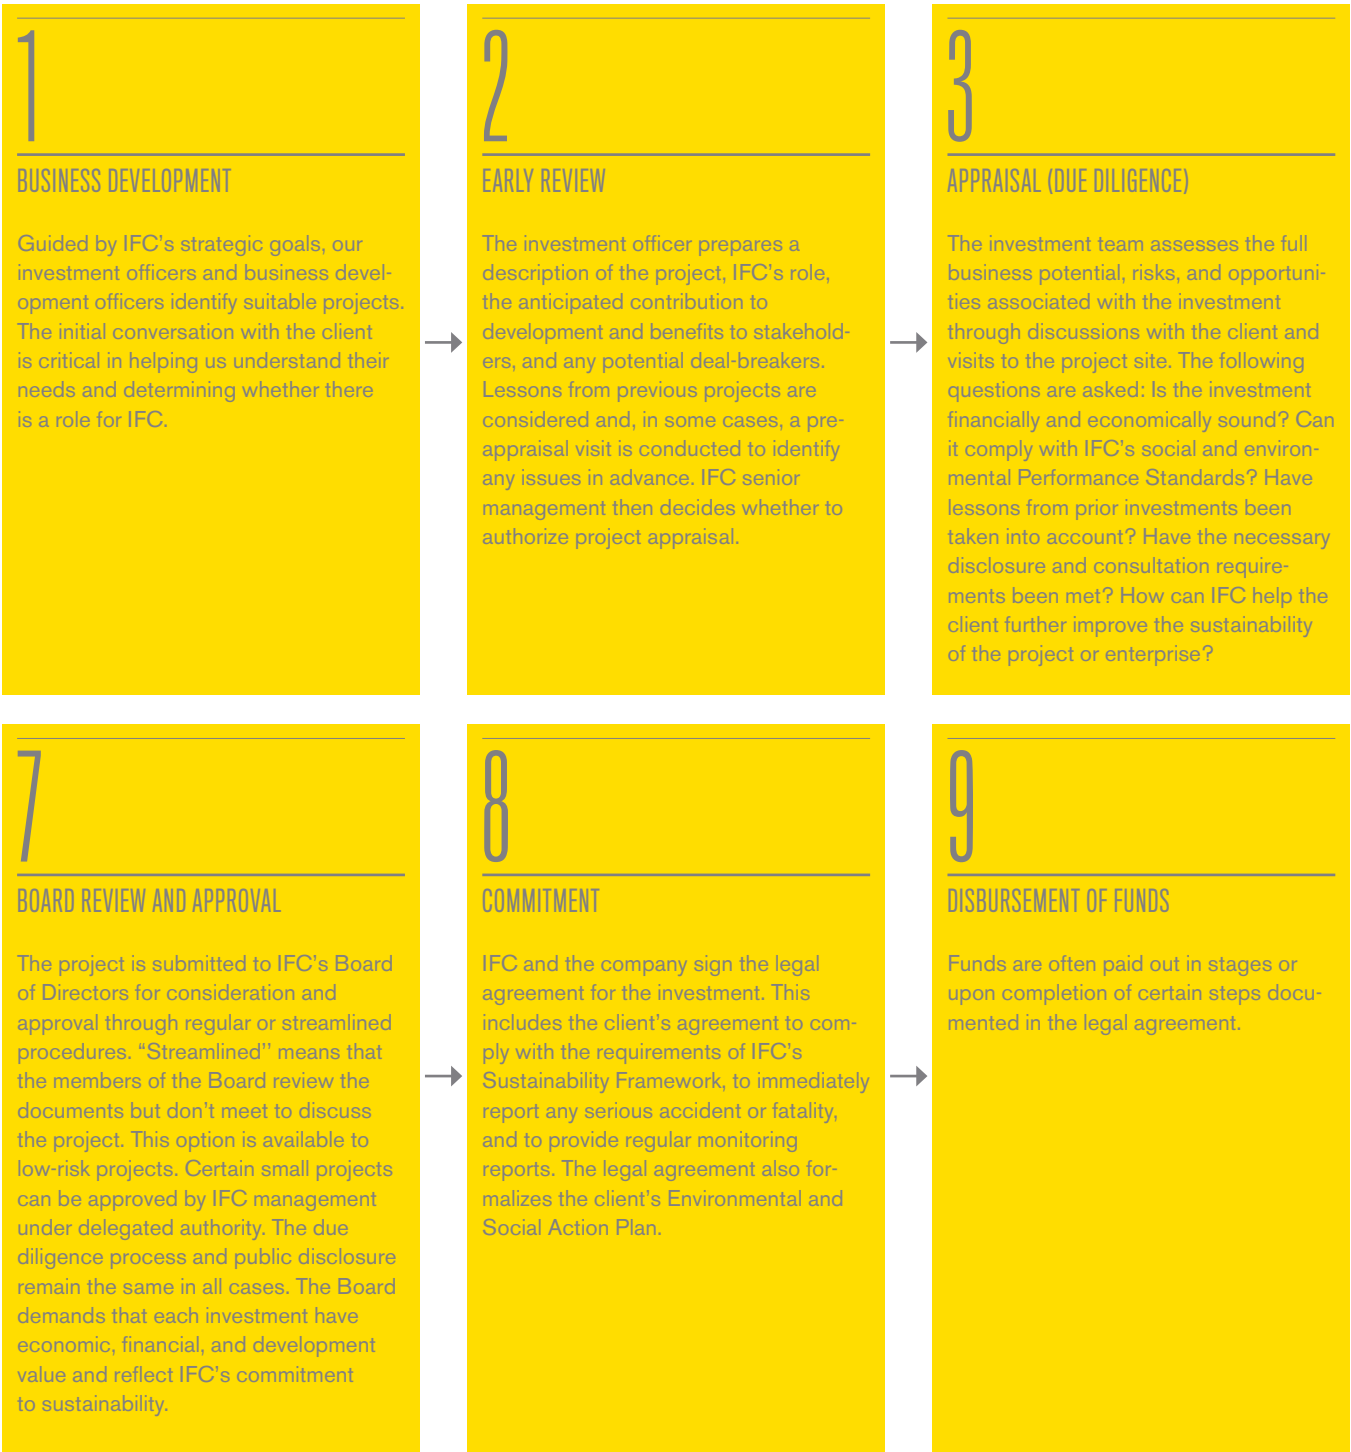 1
BUSINESS DEVELOPMENT
Guided by IFC's strategic goals, our
investment officers and business devel-
opment officers identify suitable projects.
The initial conversation with the client
is critical in helping us understand their
needs and determining whether there
is a role for IFC.
2
EARLY REVIEW
The investment officer prepares a
description of the project, IFC's role,
the anticipated contribution to
development and benefits to stakehold-
ers, and any potential deal-breakers.
Lessons from previous projects are
considered and, in some cases, a pre-
appraisal visit is conducted to identify
any issues in advance. IFC senior
management then decides whether to
authorize project appraisal.
3
APPRAISAL (DUE DILIGENCE)
The investment team assesses the full
business potential, risks, and opportuni-
ties associated with the investment
through discussions with the client and
visits to the project site. The following
questions are asked: Is the investment
financially and economically sound? Can
it comply with IFC's social and environ-
mental Performance Standards? Have
lessons from prior investments been
taken into account? Have the necessary
disclosure and consultation require-
ments been met? How can IFC help the
client further improve the sustainability
of the project or enterprise?
7
BOARD REVIEW AND APPROVAL
The project is submitted to IFC's Board
of Directors for consideration and
approval through regular or streamlined
procedures. “Streamlined'' means that
the members of the Board review the
documents but don't meet to discuss
the project. This option is available to
low-risk projects. Certain small projects
can be approved by IFC management
under delegated authority. The due
diligence process and public disclosure
remain the same in all cases. The Board
demands that each investment have
economic, financial, and development
value and reflect IFC's commitment
to sustainability.
8
COMMITMENT
IFC and the company sign the legal
agreement for the investment. This
includes the client's agreement to com-
ply with the requirements of IFC's
Sustainability Framework, to immediately
report any serious accident or fatality,
and to provide regular monitoring
reports. The legal agreement also for-
malizes the client's Environmental and
Social Action Plan.
9
DISBURSEMENT OF FUNDS
Funds are often paid out in stages or
upon completion of certain steps docu-
mented in the legal agreement.